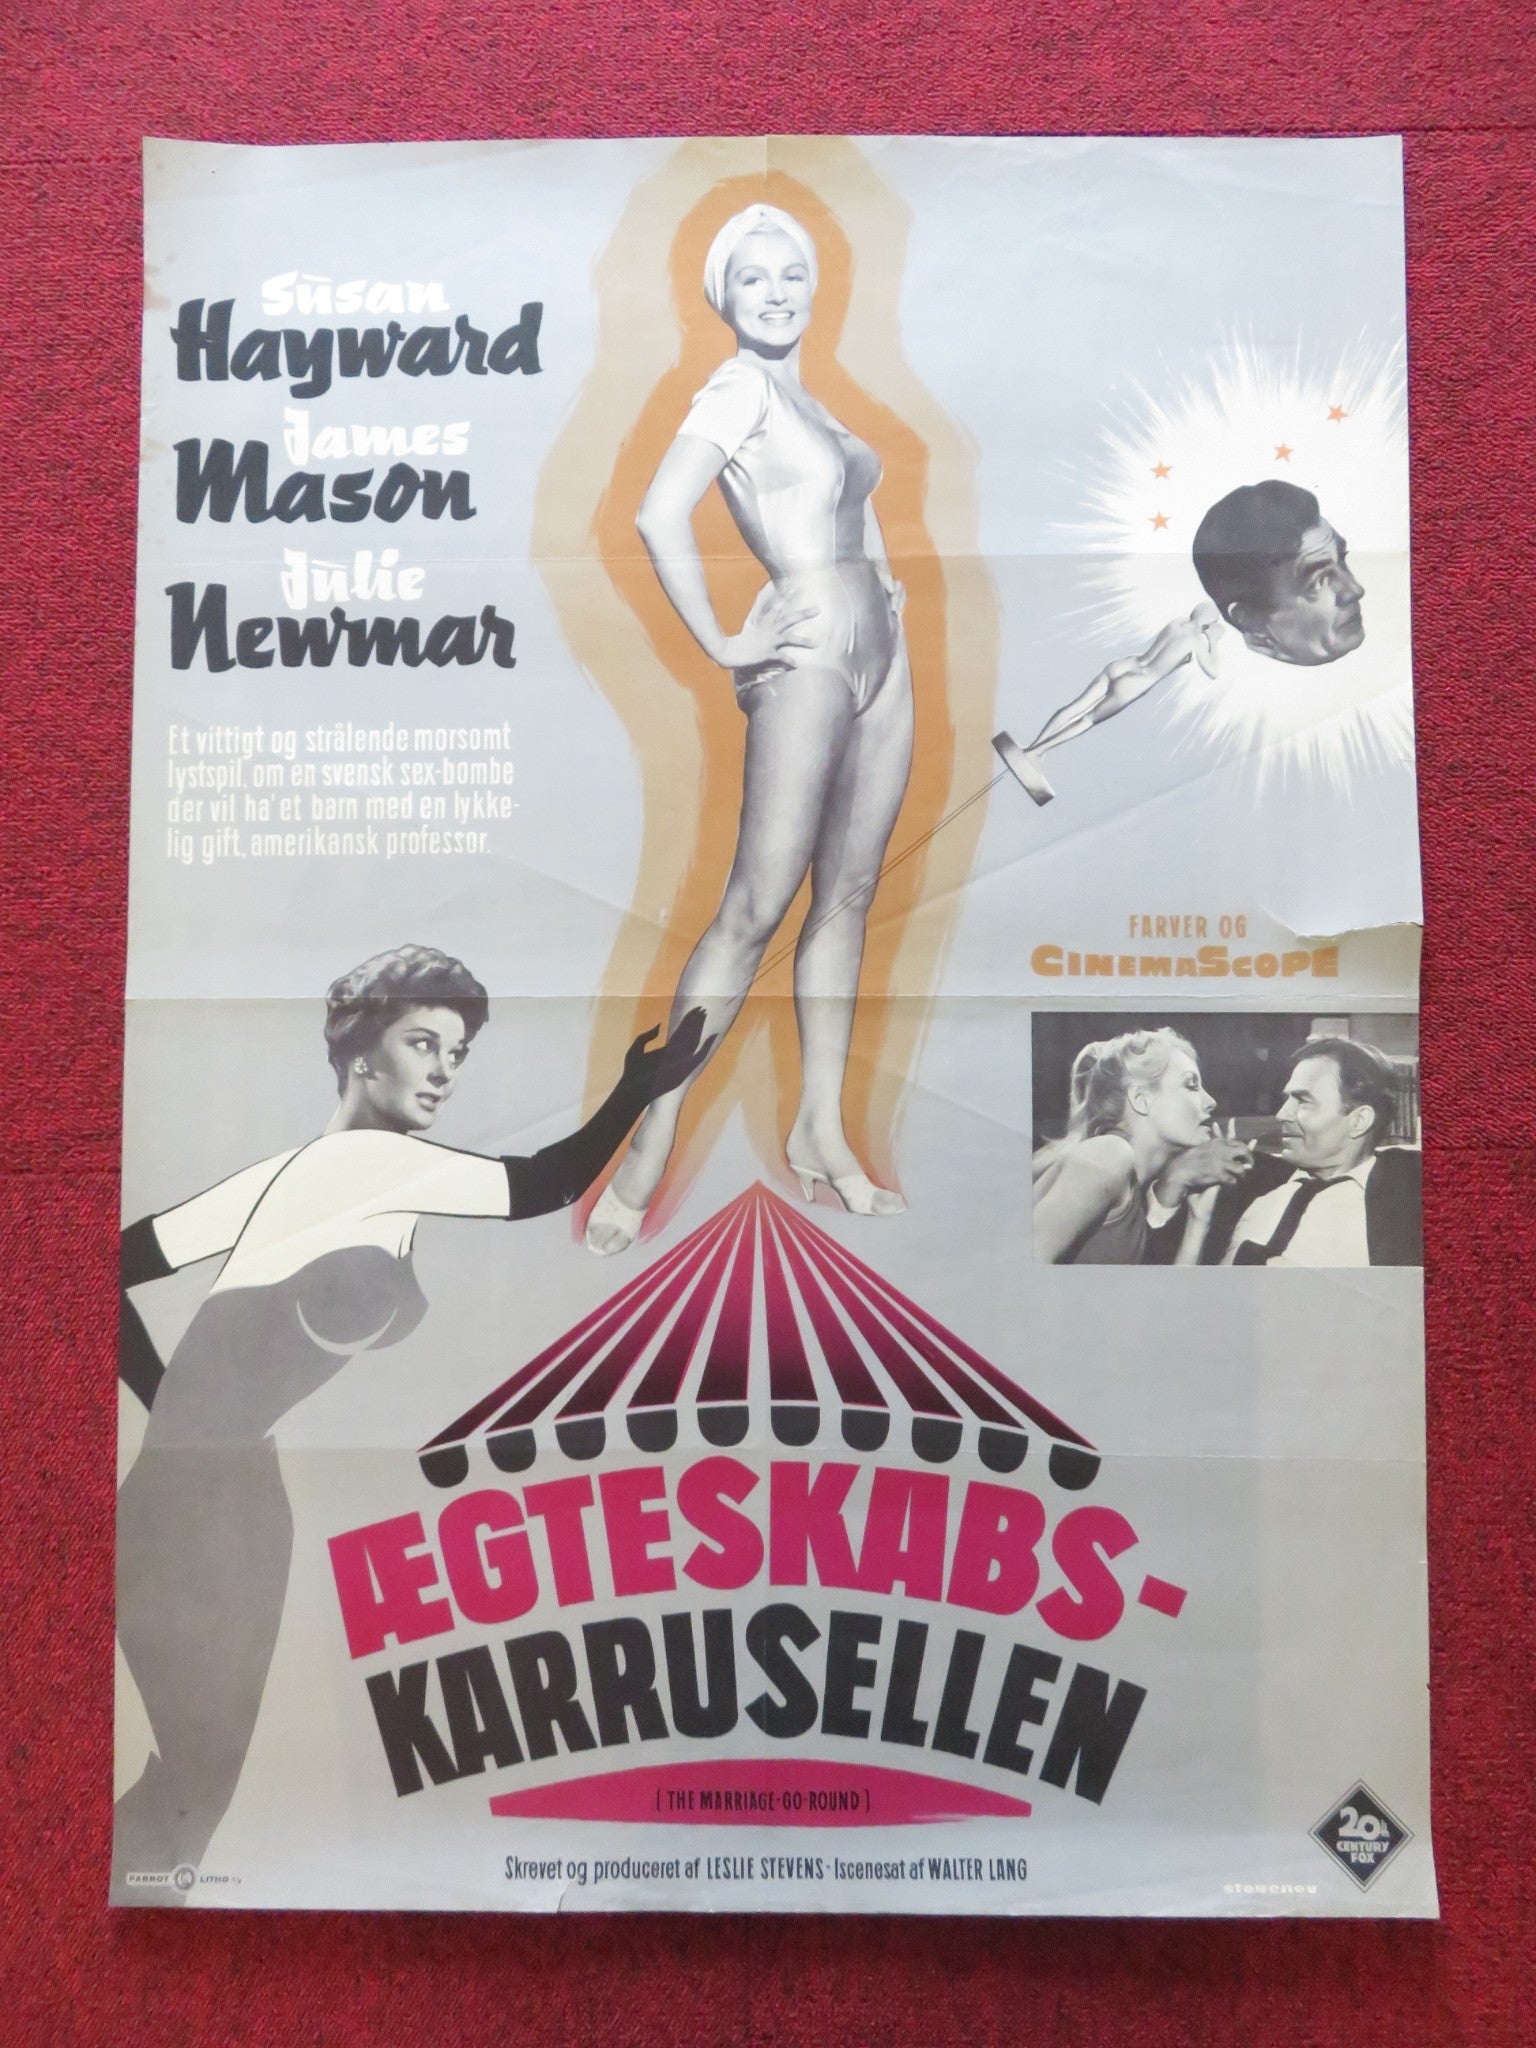 Susan
Hayward
James
Mason
Julie
Newmar
Et vittigt og strålende morsomt
lystspil, om en svensk sex-bombe
der vil ha' et barn med en lykke-
lig gift, amerikansk professor.
FARVER OG
CINEMASCOPE
ÆGTESKABS-
KARRUSELLEN
(THE MARRIAGE-GO-ROUND)
Skrevet og produceret af LESLIE STEVENS - Iscenesat af WALTER LANG
20th
CENTURY
FOX
PARROT LITHO